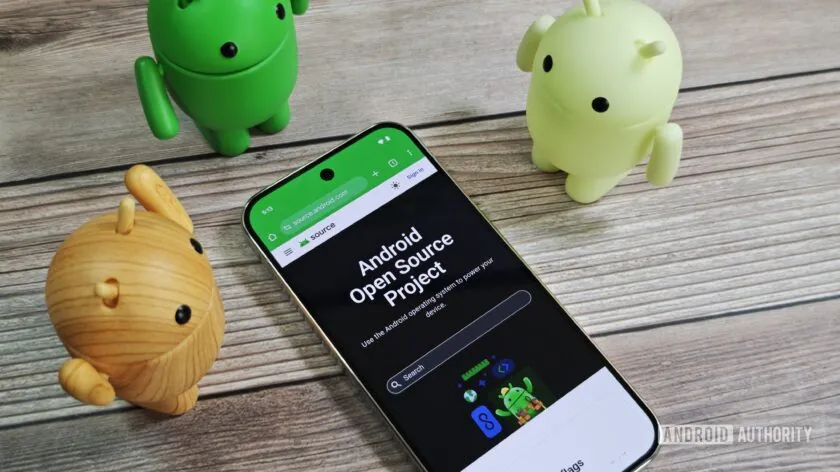 9:13
source.android.com
source
Sign in
Android
Open Source
Project
Use the Android operating system to power your
device.
Search
flags
ANDROID AUTHORITY